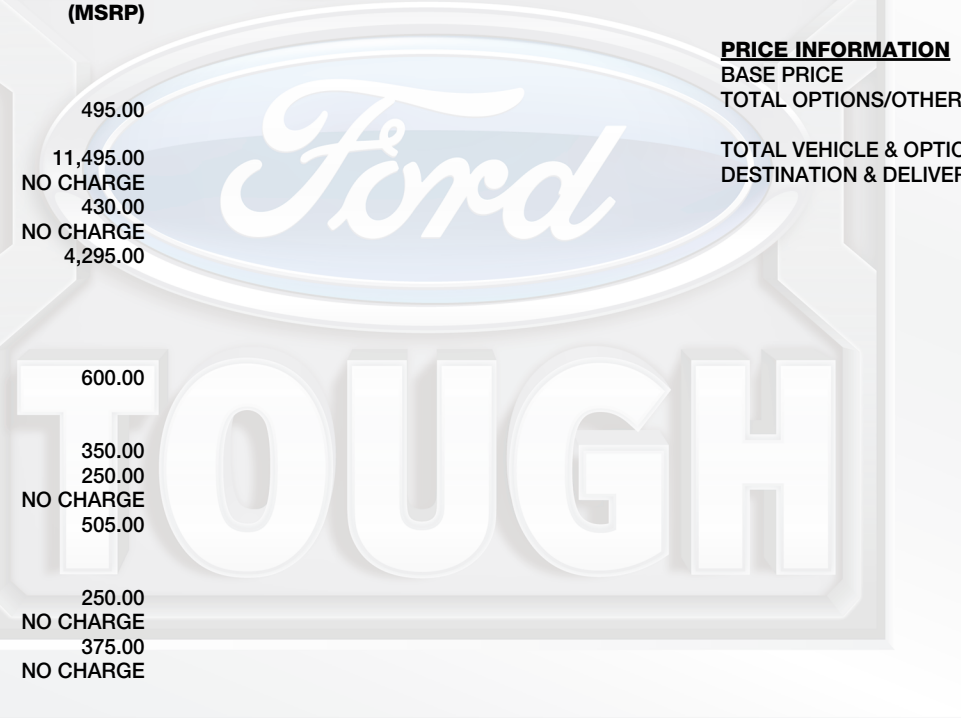 (MSRP)
495.00
11,495.00
NO CHARGE
430.00
NO CHARGE
4,295.00
600.00
350.00
250.00
NO CHARGE
505.00
250.00
NO CHARGE
375.00
NO CHARGE
PRICE INFORMATION
BASE PRICE
TOTAL OPTIONS/OTHER
TOTAL VEHICLE & OPTIO
DESTINATION & DELIVER
Ford
TOUGH